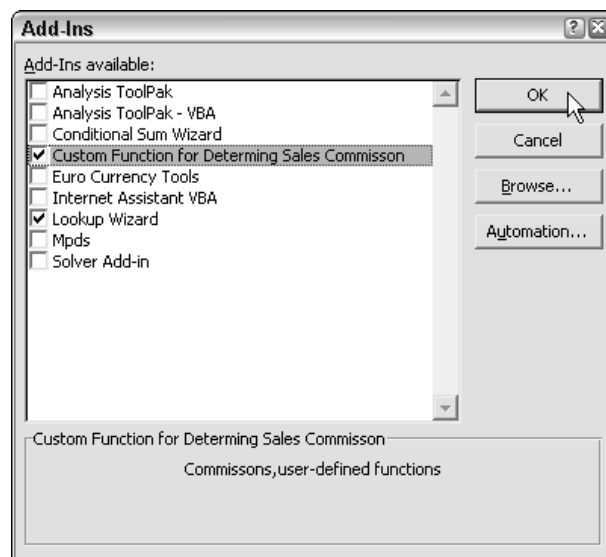 Add-Ins
Add-Ins available:
Analysis ToolPak
Analysis ToolPak - VBA
Conditional Sum Wizard
Custom Function for Determing Sales Commisson
Euro Currency Tools
Internet Assistant VBA
Lookup Wizard
Mpds
Solver Add-in
OK
Cancel
Browse...
Automation...
Custom Function for Determing Sales Commisson
Commissons,user-defined functions